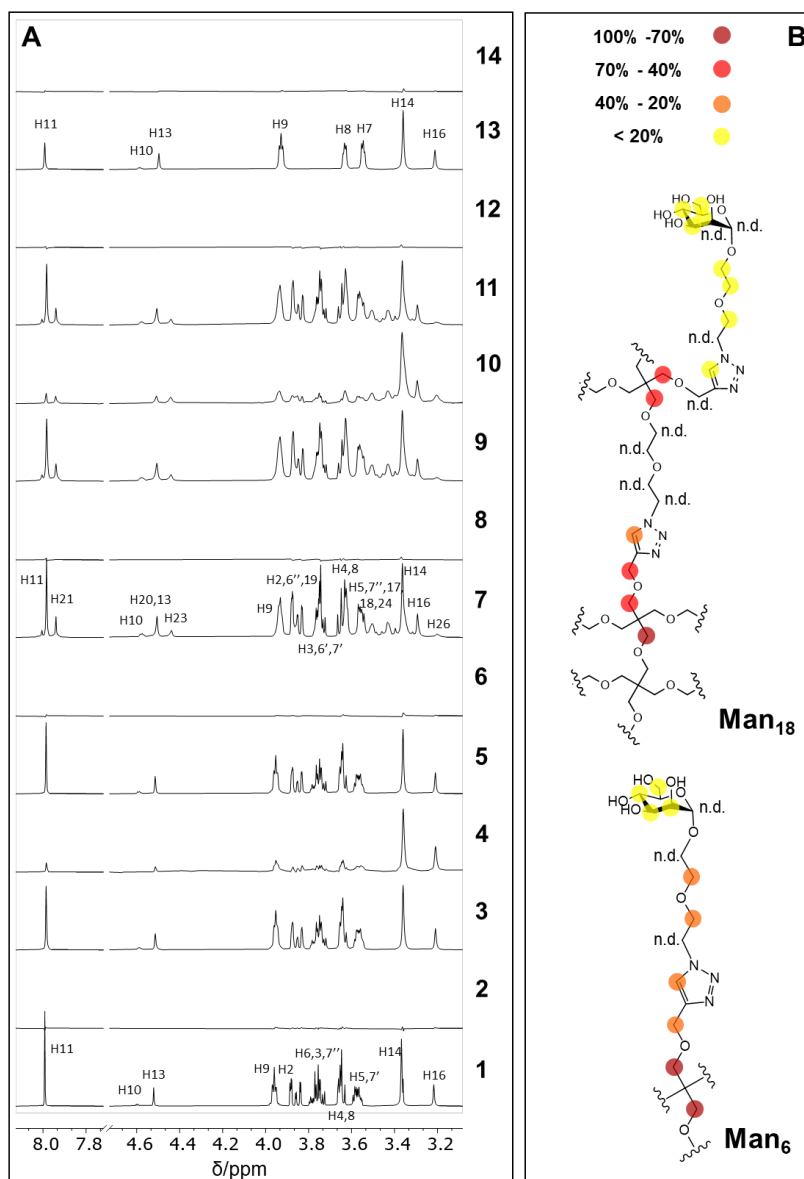 A
14
H11
H13
H10
H9
H8
H7
H14
H16
13
12
11
10
9
8
H11
H21
H20,13
H10
H23
H9
H2,6'',19
H3,6',7'
H4,8
H5,7'',17,
18,24
H14
H16
H26
7
6
5
4
3
2
H11
H13
H10
H9
H2
H6,3,7''
H4,8
H5,7'
H14
H16
1
8.0
7.8
4.6
4.4
4.2
4.0
3.8
3.6
3.4
3.2
δ/ppm
B
100% -70%
70% - 40%
40% - 20%
< 20%
HO
OH
O
HO
HO
n.d.
n.d.
O
O
n.d.
N
N
N
O
n.d.
O
O
O
n.d.
O
n.d.
n.d.
N
N
N
O
O
O
O
O
O
O
Man18
HO
OH
O
HO
HO
n.d.
O
n.d.
O
n.d.
N
N
N
O
O
Man6